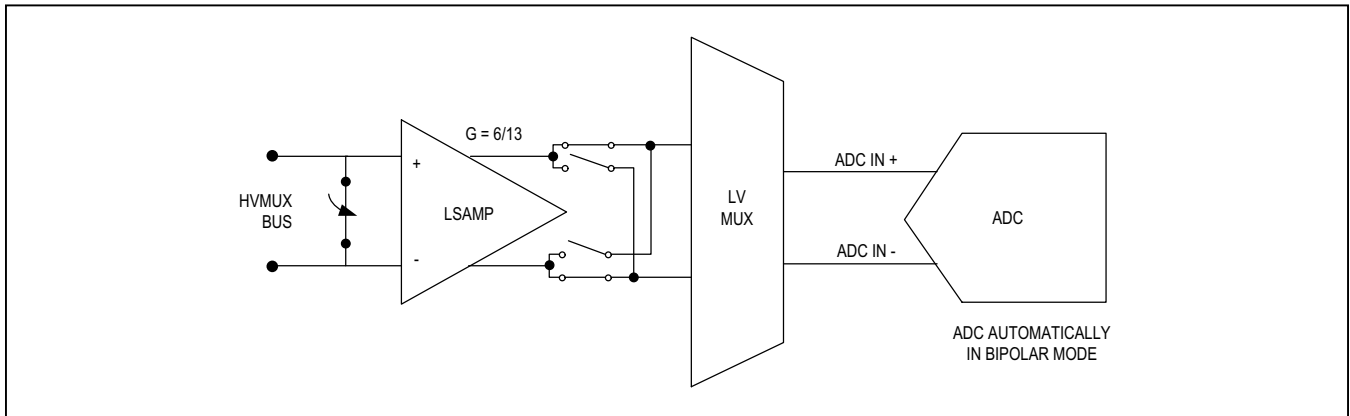 G = 6/13
HVMUX
BUS
+
-
LSAMP
LV
MUX
ADC IN +
ADC IN -
ADC
ADC AUTOMATICALLY
IN BIPOLAR MODE